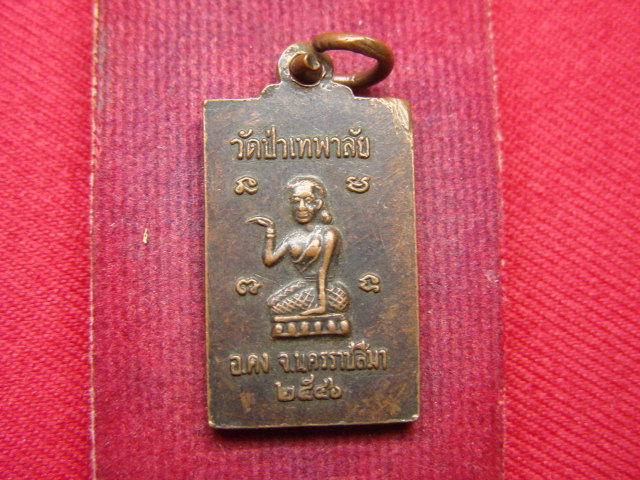 วัดป่าเทพาลัย
อ.คง จ.นครราชสีมา
๒๕๔๖